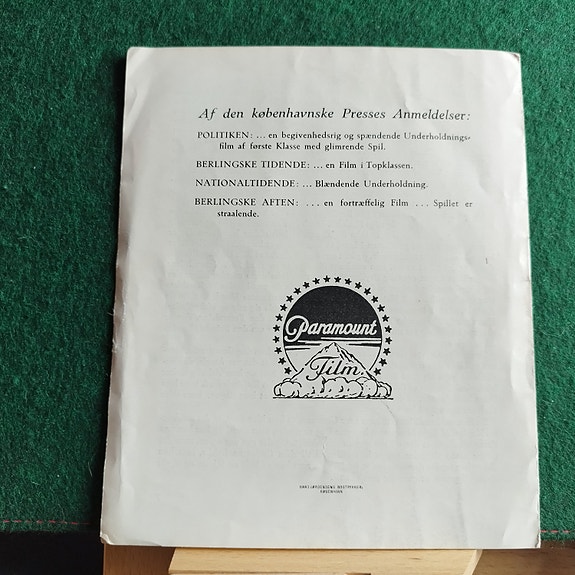 Af den københavnske Presses Anmeldelser:
POLITIKEN: ... en begivenhedsrig og spændende Underholdnings-
film af første Klasse med glimrende Spil.
BERLINGSKE TIDENDE: ... en Film i Topklassen.
NATIONALTIDENDE: ... Blændende Underholdning.
BERLINGSKE AFTEN: ... en fortræffelig Film ... Spillet er
straalende.
Paramount
Film.
KØBENHAVN